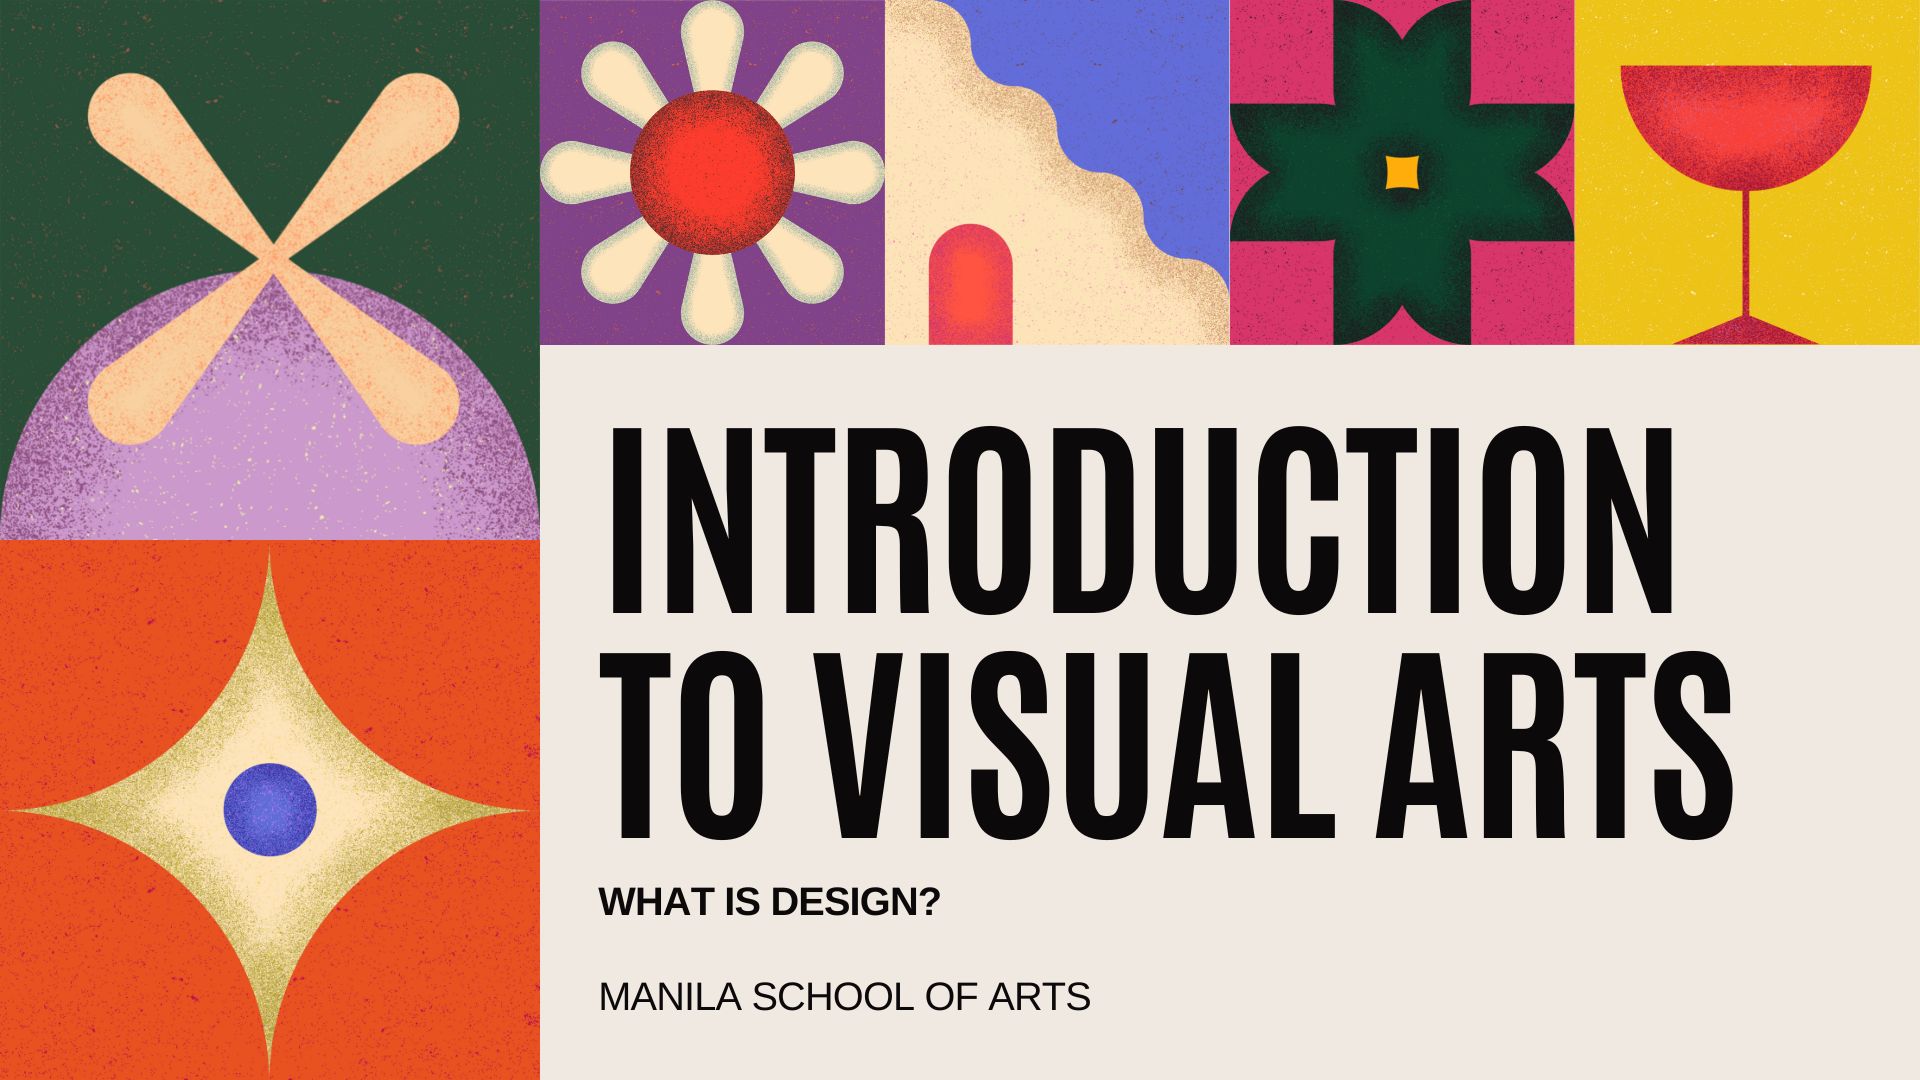 INTRODUCTION
TO VISUAL ARTS
WHAT IS DESIGN?
MANILA SCHOOL OF ARTS